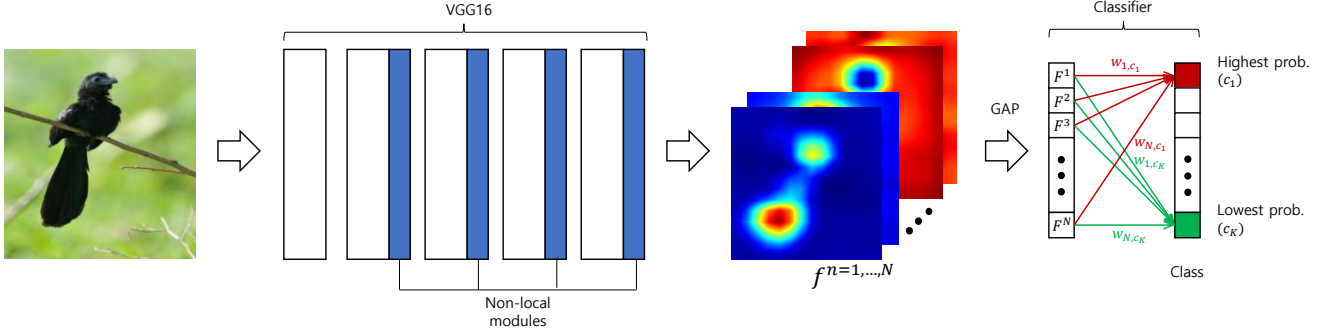 VGG16
Non-local
modules
f^{n=1,…,N}
GAP
Classifier
F^1
F^2
F^3
F^N
w_{1,c_1}
w_{N,c_1}
w_{1,c_K}
w_{N,c_K}
Highest prob.
(c_1)
Lowest prob.
(c_K)
Class